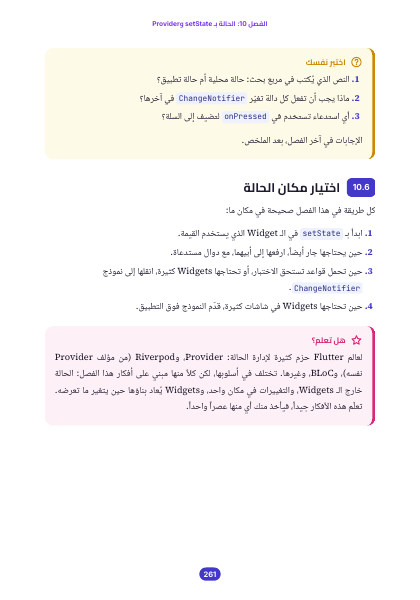 الفصل 10: الحالة بـ setState وProvider
اختبر نفسك
1. النص الذي يُكتب في مربع بحث: حالة محلية أم حالة تطبيق؟
2. ماذا يجب أن تفعل كل دالة تغيّر ChangeNotifier في آخرها؟
3. أي استدعاء تستخدم في onPressed لتضيف إلى السلة؟
الإجابات في آخر الفصل، بعد الملخص.
10.6 اختيار مكان الحالة
كل طريقة في هذا الفصل صحيحة في مكان ما:
1. ابدأ بـ setState في الـ Widget الذي يستخدم القيمة.
2. حين يحتاجها جار أيضاً، ارفعها إلى أبيهما، مع دوال مستدعاة.
3. حين تحمل قواعد تستحق الاختبار، أو تحتاجها Widgets كثيرة، انقلها إلى نموذج
ChangeNotifier.
4. حين تحتاجها Widgets في شاشات كثيرة، قدّم النموذج فوق التطبيق.
هل تعلم؟
لعالم Flutter حزم كثيرة لإدارة الحالة: Provider، وRiverpod (من مؤلف Provider
نفسه)، وBLoC، وغيرها. تختلف في أسلوبها، لكن كلاً منها مبني على أفكار هذا الفصل: الحالة
خارج الـ Widgets، والتغييرات في مكان واحد، وWidgets يُعاد بناؤها حين يتغير ما تعرضه.
تعلّم هذه الأفكار جيداً، فيأخذ منك أي منها عصراً واحداً.
261